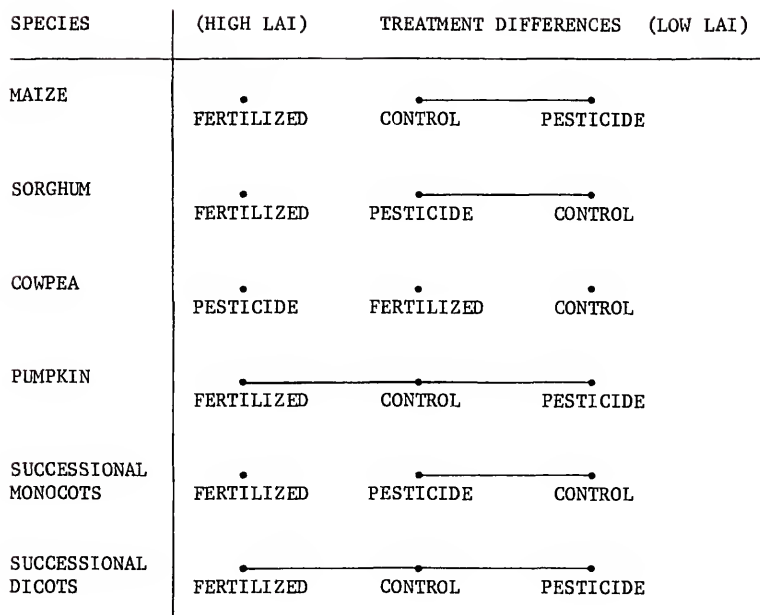 SPECIES (HIGH LAI) TREATMENT DIFFERENCES (LOW LAI)
MAIZE
FERTILIZED CONTROL PESTICIDE
SORGHUM
FERTILIZED PESTICIDE CONTROL
COWPEA
PESTICIDE FERTILIZED CONTROL
PUMPKIN
FERTILIZED CONTROL PESTICIDE
SUCCESSIONAL
MONOCOTS FERTILIZED PESTICIDE CONTROL
SUCCESSIONAL
DICOTS FERTILIZED CONTROL PESTICIDE